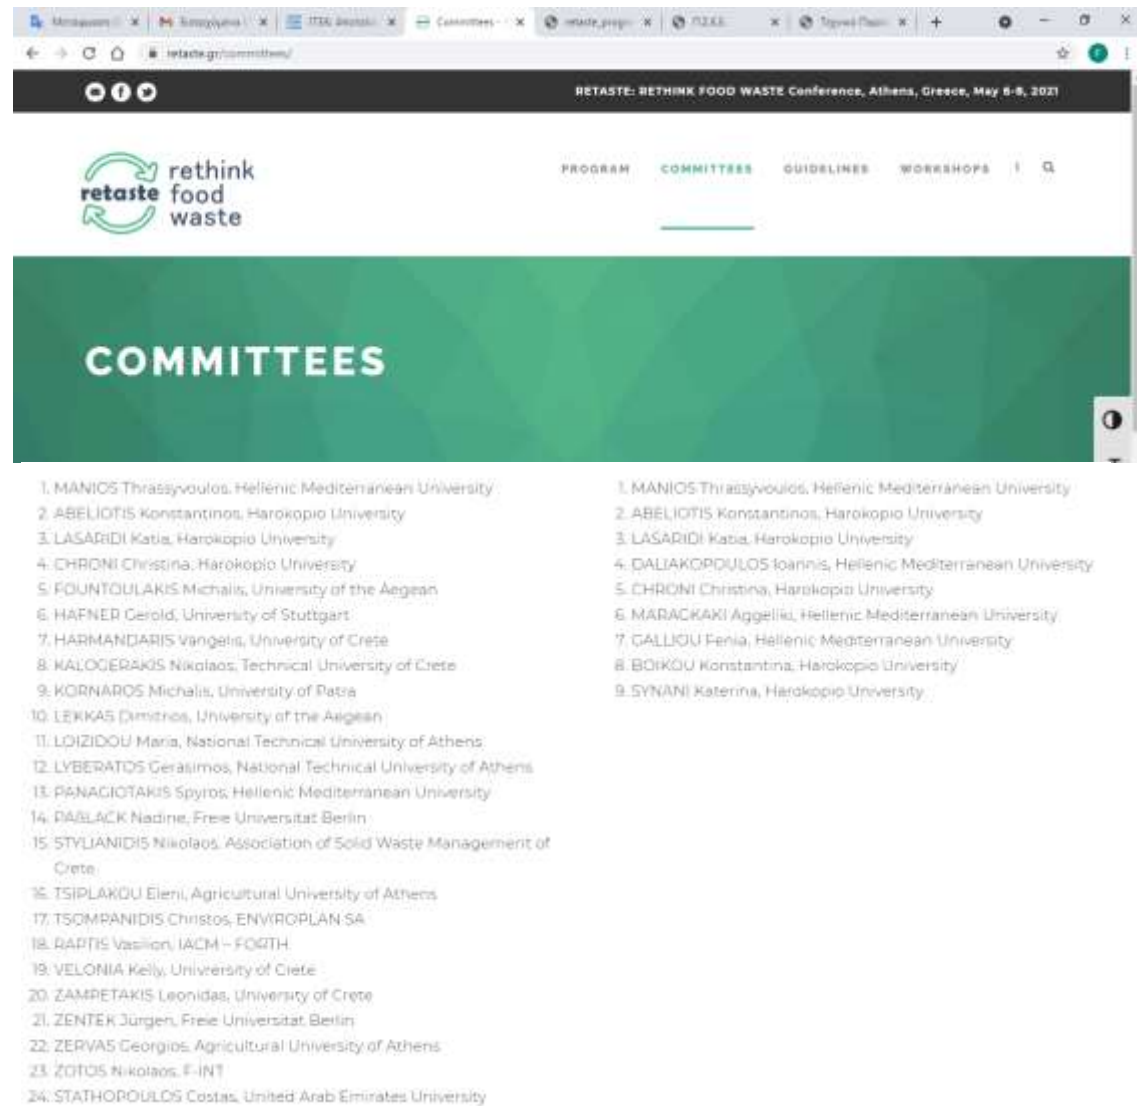 Committees
ΠΣΚΕ
retaste.gr/committees/
RETASTE: RETHINK FOOD WASTE Conference, Athens, Greece, May 6-8, 2021
retaste
rethink
food
waste
PROGRAM COMMITTEES GUIDELINES WORKSHOPS
COMMITTEES
1. MANIOS Thrassyvoulos, Hellenic Mediterranean University
2. ABELIOTIS Konstantinos, Harokopio University
3. LASARIDI Katia, Harokopio University
4. CHRONI Christina, Harokopio University
5. FOUNTOULAKIS Michalis, University of the Aegean
6. HAFNER Gerold, University of Stuttgart
7. HARMANDARIS Vangelis, University of Crete
8. KALOGERAKIS Nikolaos, Technical University of Crete
9. KORNAROS Michalis, University of Patra
10. LEKKAS Dimitrios, University of the Aegean
11. LOIZIDOU Maria, National Technical University of Athens
12. LYBERATOS Gerasimos, National Technical University of Athens
13. PANAGIOTAKIS Spyros, Hellenic Mediterranean University
14. PABLACK Nadine, Freie Universitat Berlin
15. STYLIANIDIS Nikolaos, Association of Solid Waste Management of
Crete
16. TSIPLAKOU Eleni, Agricultural University of Athens
17. TSOMPANIDIS Christos, ENVIROPLAN SA
18. RAPTIS Vasilion, IACM – FORTH
19. VELONIA Kelly, Univrersity of Crete
20. ZAMPETAKIS Leonidas, University of Crete
21. ZENTEK Jurgen, Freie Universitat Berlin
22. ZERVAS Georgios, Agricultural University of Athens
23. ZOTOS Nikolaos, F-INT
24. STATHOPOULOS Costas, United Arab Emirates University
1. MANIOS Thrassyvoulos, Hellenic Mediterranean University
2. ABELIOTIS Konstantinos, Harokopio University
3. LASARIDI Katia, Harokopio University
4. DALIAKOPOULOS Ioannis, Hellenic Mediterranean University
5. CHRONI Christina, Harokopio University
6. MARAGKAKI Aggeliki, Hellenic Mediterranean University
7. GALLIOU Fenia, Hellenic Mediterranean University
8. BOIKOU Konstantina, Harokopio University
9. SYNANI Katerina, Harokopio University